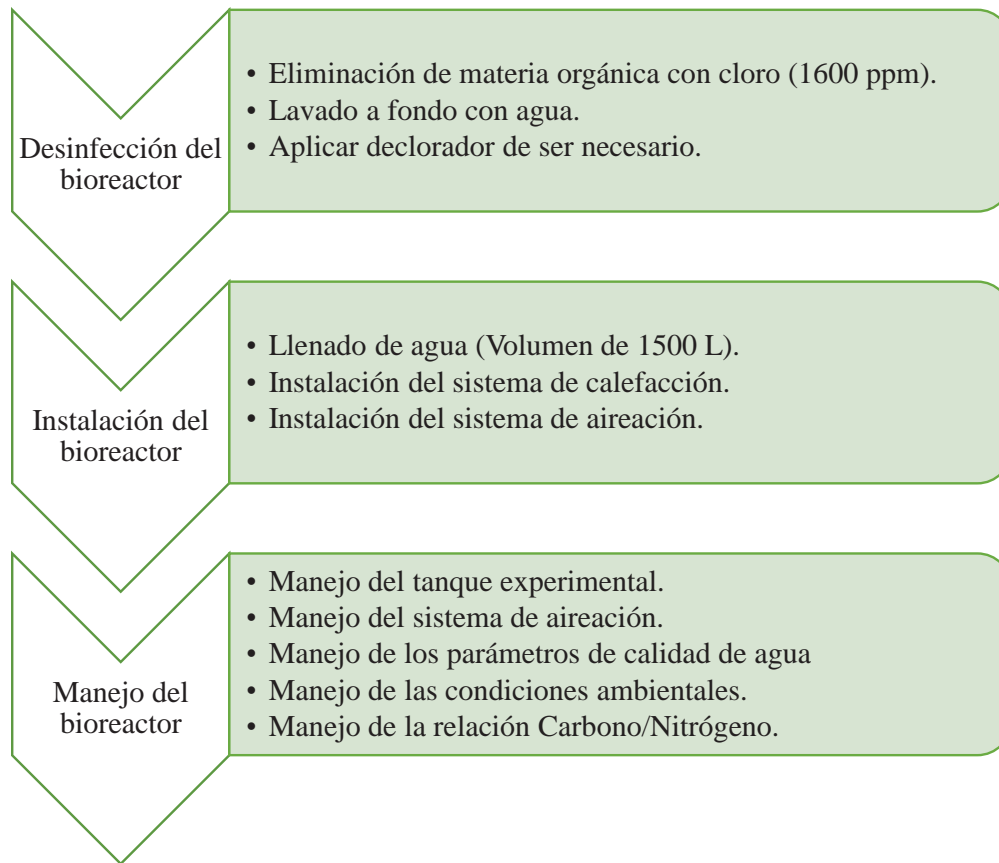 Desinfección del
bioreactor
• Eliminación de materia orgánica con cloro (1600 ppm).
• Lavado a fondo con agua.
• Aplicar declorador de ser necesario.
Instalación del
bioreactor
• Llenado de agua (Volumen de 1500 L).
• Instalación del sistema de calefacción.
• Instalación del sistema de aireación.
Manejo del
bioreactor
• Manejo del tanque experimental.
• Manejo del sistema de aireación.
• Manejo de los parámetros de calidad de agua
• Manejo de las condiciones ambientales.
• Manejo de la relación Carbono/Nitrógeno.